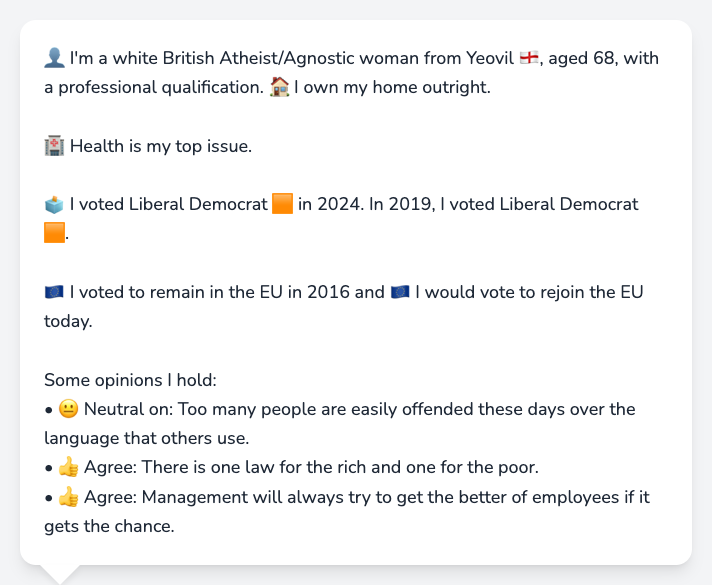 👤 I'm a white British Atheist/Agnostic woman from Yeovil 🏴󠁧󠁢󠁥󠁮󠁧󠁿, aged 68, with
a professional qualification. 🏠 I own my home outright.
🏥 Health is my top issue.
🗳️ I voted Liberal Democrat 🟧 in 2024. In 2019, I voted Liberal Democrat
🟧.
🇪🇺 I voted to remain in the EU in 2016 and 🇪🇺 I would vote to rejoin the EU
today.
Some opinions I hold:
• 😐 Neutral on: Too many people are easily offended these days over the
language that others use.
• 👍 Agree: There is one law for the rich and one for the poor.
• 👍 Agree: Management will always try to get the better of employees if it
gets the chance.